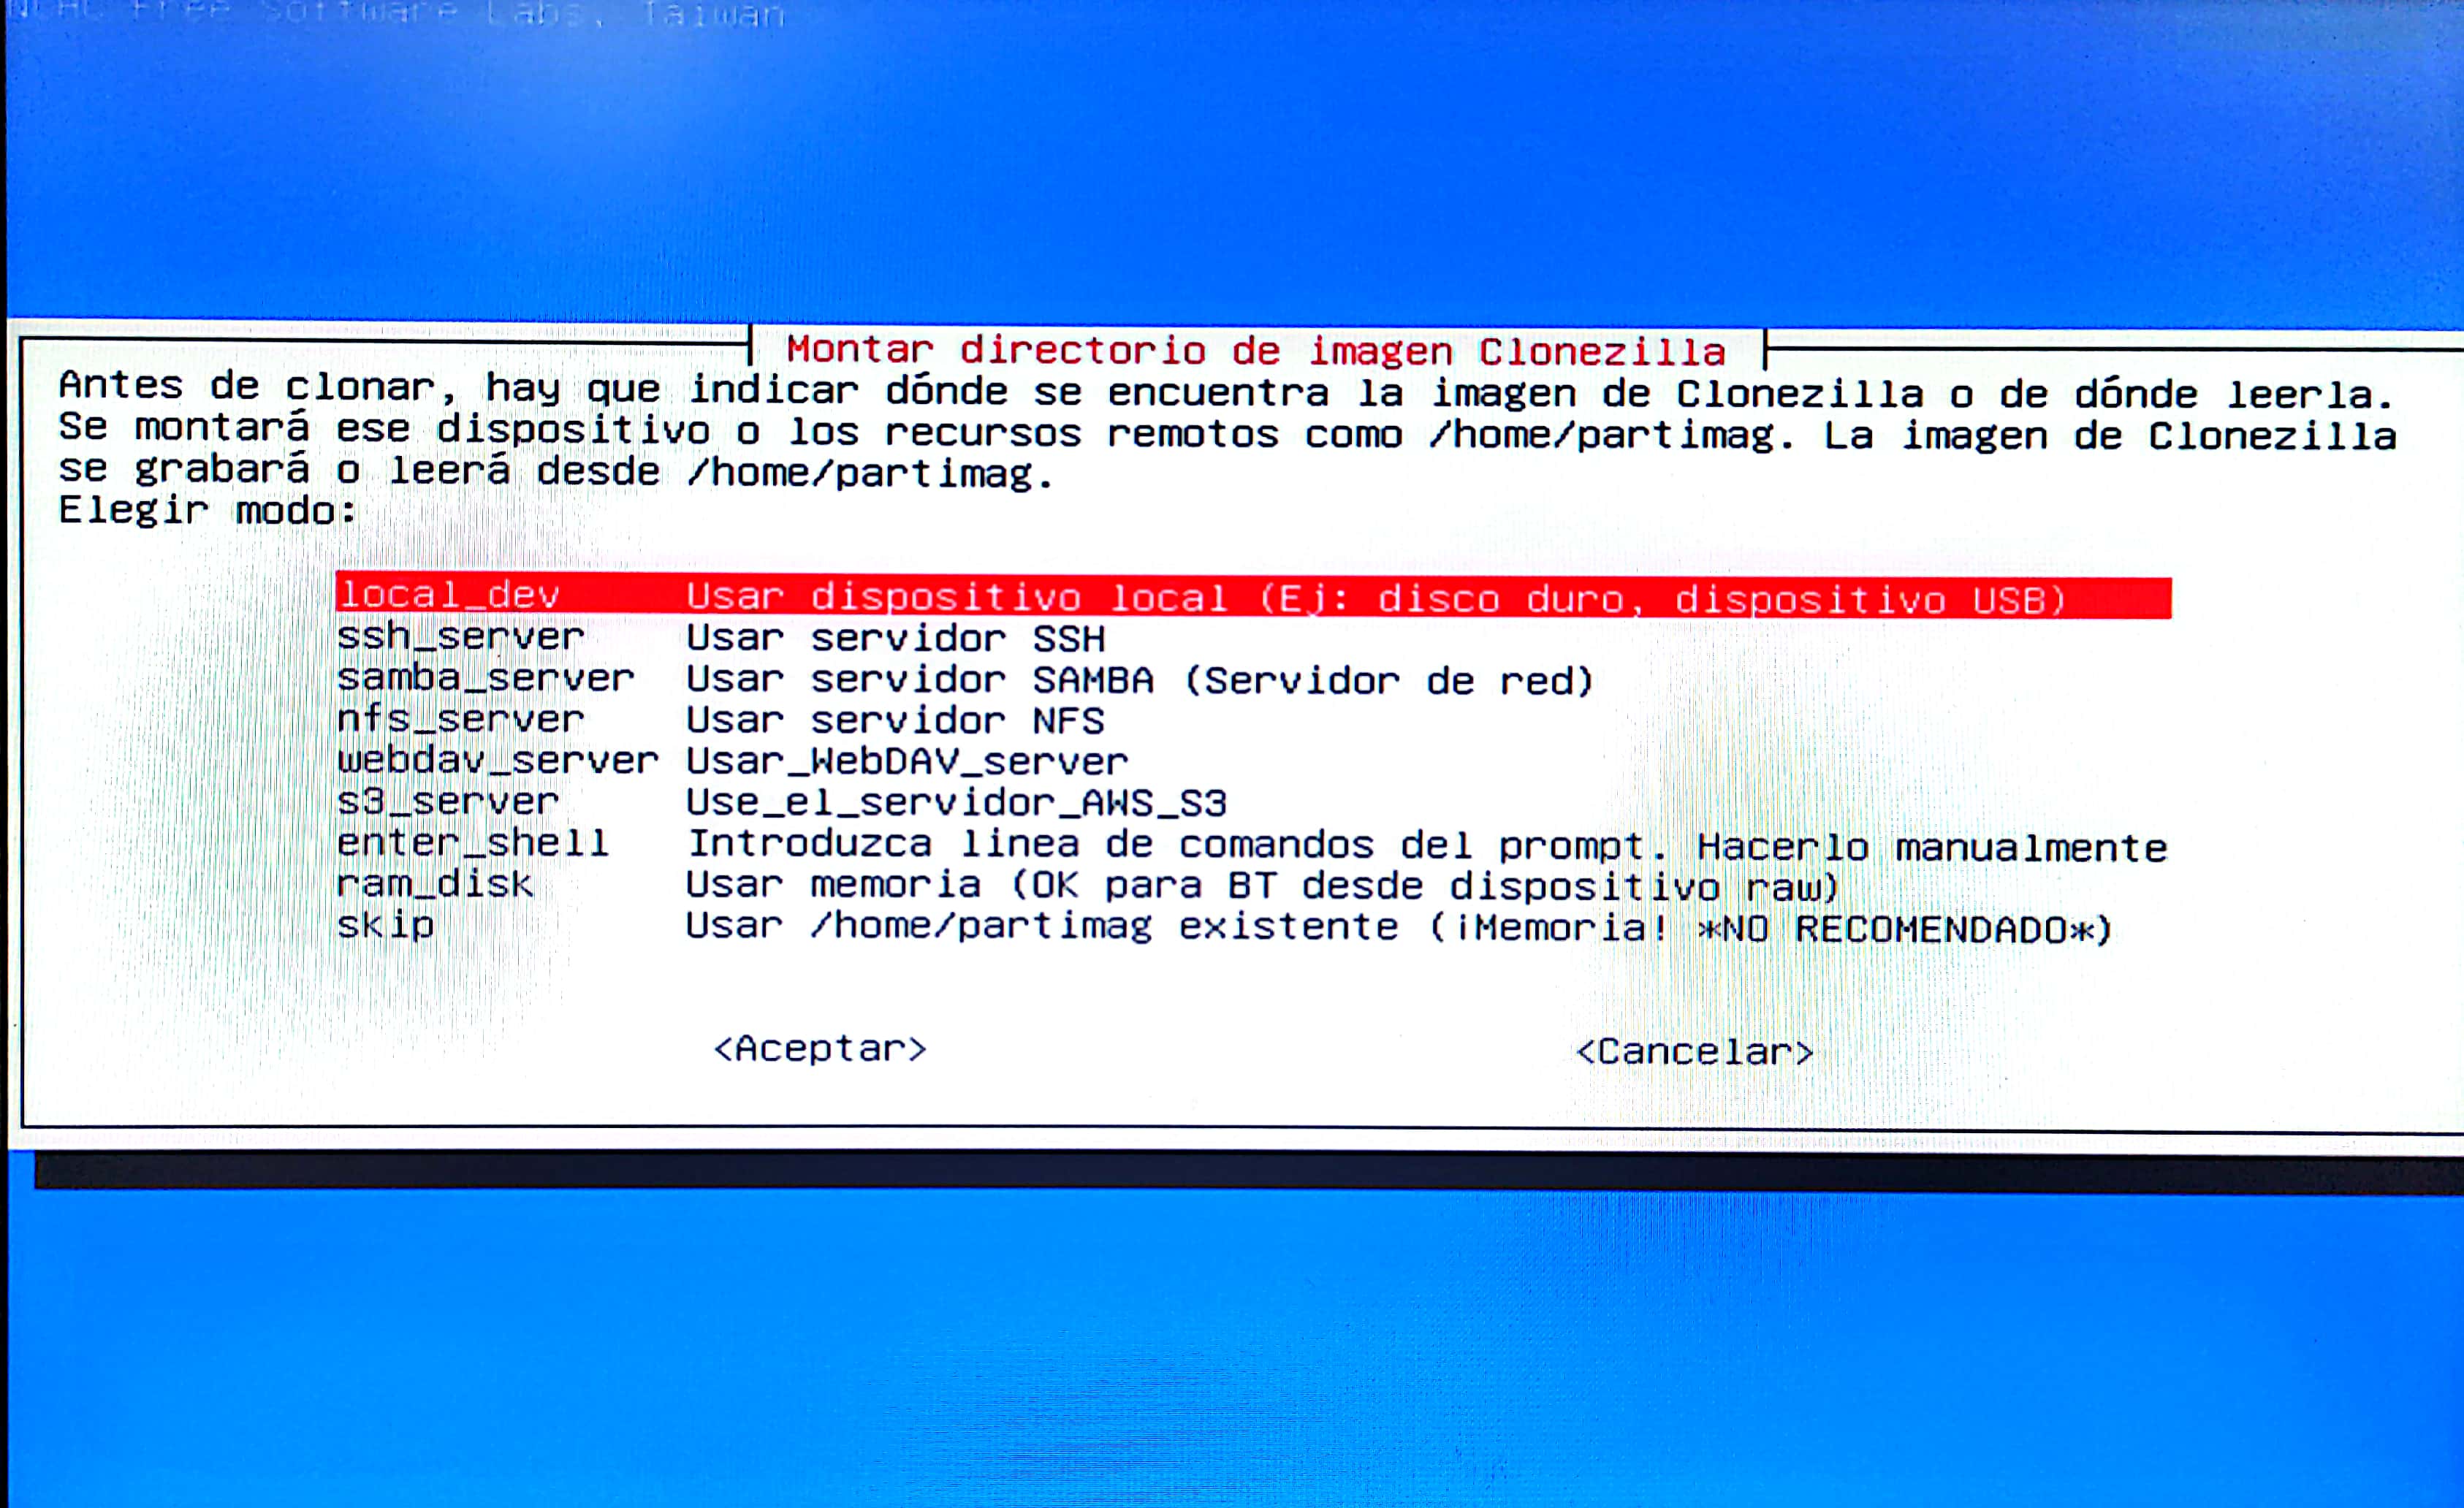 NCHC Free Software Labs, Taiwan
Montar directorio de imagen Clonezilla
Antes de clonar, hay que indicar dónde se encuentra la imagen de Clonezilla o de dónde leerla.
Se montará ese dispositivo o los recursos remotos como /home/partimag. La imagen de Clonezilla
se grabará o leerá desde /home/partimag.
Elegir modo:
local_dev Usar dispositivo local (Ej: disco duro, dispositivo USB)
ssh_server Usar servidor SSH
samba_server Usar servidor SAMBA (Servidor de red)
nfs_server Usar servidor NFS
webdav_server Usar_WebDAV_server
s3_server Use_el_servidor_AWS_S3
enter_shell Introduzca linea de comandos del prompt. Hacerlo manualmente
ram_disk Usar memoria (OK para BT desde dispositivo raw)
skip Usar /home/partimag existente (¡Memoria! *NO RECOMENDADO*)
<Aceptar> <Cancelar>